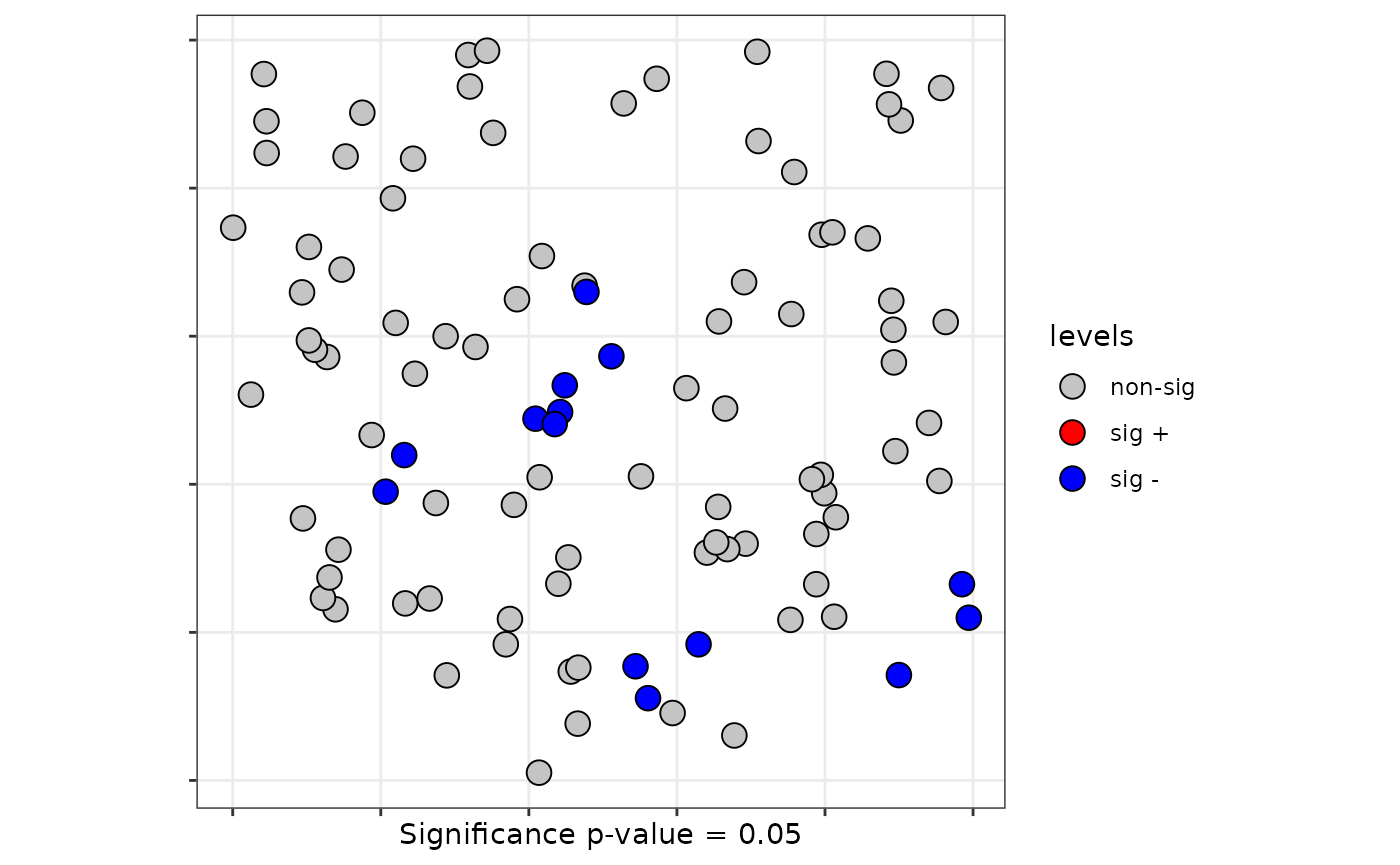 levels
non-sig
sig +
sig -
Significance p-value = 0.05